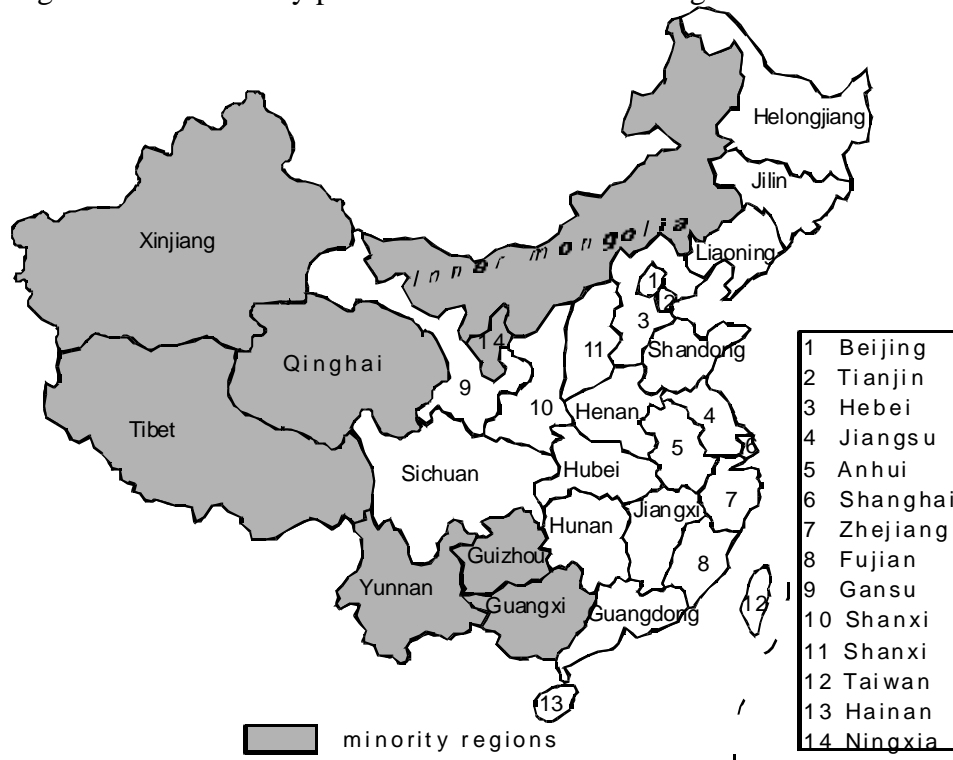 Helongjiang
Jilin
Liaoning
Inner mongolia
Xinjiang
Qinghai
Tibet
1
2
3
14
11
Shandong
9
10
Henan
4
5
6
Sichuan
Hubei
7
Hunan
Jiangxi
Guizhou
8
Yunnan
Guangxi
Guangdong
12
13
minority regions
1 Beijing
2 Tianjin
3 Hebei
4 Jiangsu
5 Anhui
6 Shanghai
7 Zhejiang
8 Fujian
9 Gansu
10 Shanxi
11 Shanxi
12 Taiwan
13 Hainan
14 Ningxia